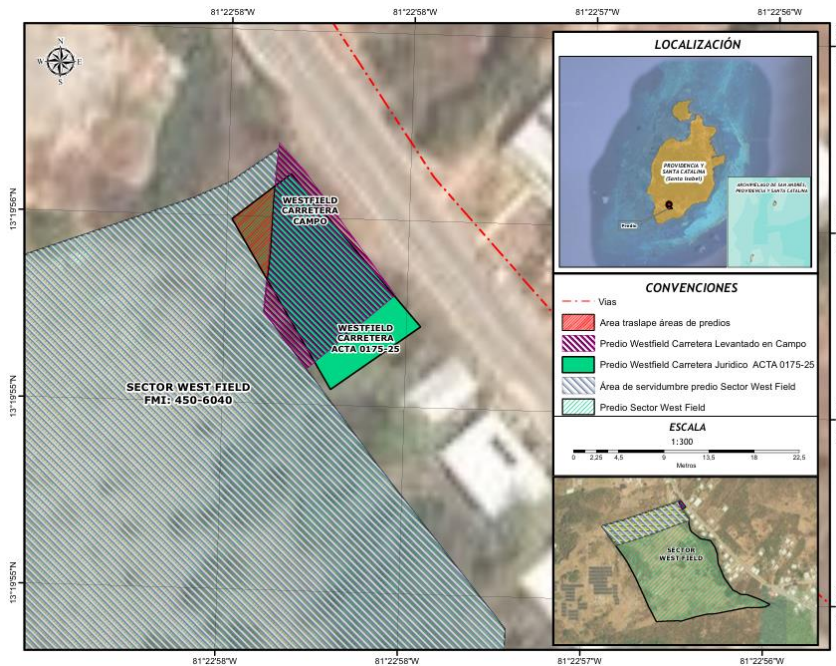 81°22'58"W
81°22'58"W
81°22'57"W
81°22'56"W
N
W
E
S
13°19'56"N
13°19'55"N
13°19'55"N
WESTFIELD
CARRETERA
CAMPO
WESTFIELD
CARRETERA
ACTA 0175-25
SECTOR WEST FIELD
FMI: 450-6040
LOCALIZACIÓN
PROVIDENCIA Y
SANTA CATALINA
(Santa Isabel)
Predio
ARCHIPIÉLAGO DE SAN ANDRÉS,
PROVIDENCIA Y SANTA CATALINA
CONVENCIONES
Vias
Area traslape áreas de predios
Predio Westfield Carretera Levantado en Campo
Predio Westfield Carretera Juridico ACTA 0175-25
Área de servidumbre predio Sector West Field
Predio Sector West Field
ESCALA
1:300
0 2,25 4,5 9 13,5 18 22,5
Metros
SECTOR
WEST FIELD
81°22'58"W
81°22'58"W
81°22'57"W
81°22'56"W